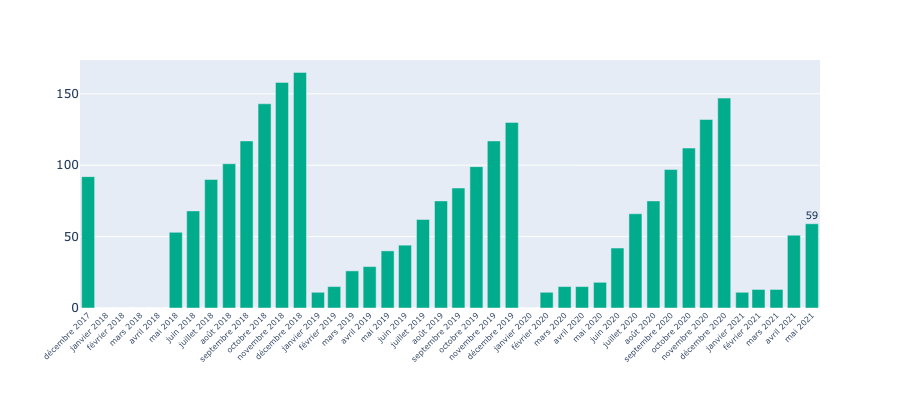 150
100
50
0
59
décembre 2017
janvier 2018
février 2018
mars 2018
avril 2018
mai 2018
juin 2018
juillet 2018
août 2018
septembre 2018
octobre 2018
novembre 2018
décembre 2018
janvier 2019
février 2019
mars 2019
avril 2019
mai 2019
juin 2019
juillet 2019
août 2019
septembre 2019
octobre 2019
novembre 2019
décembre 2019
janvier 2020
février 2020
mars 2020
avril 2020
mai 2020
juin 2020
juillet 2020
août 2020
septembre 2020
octobre 2020
novembre 2020
décembre 2020
janvier 2021
février 2021
mars 2021
avril 2021
mai 2021